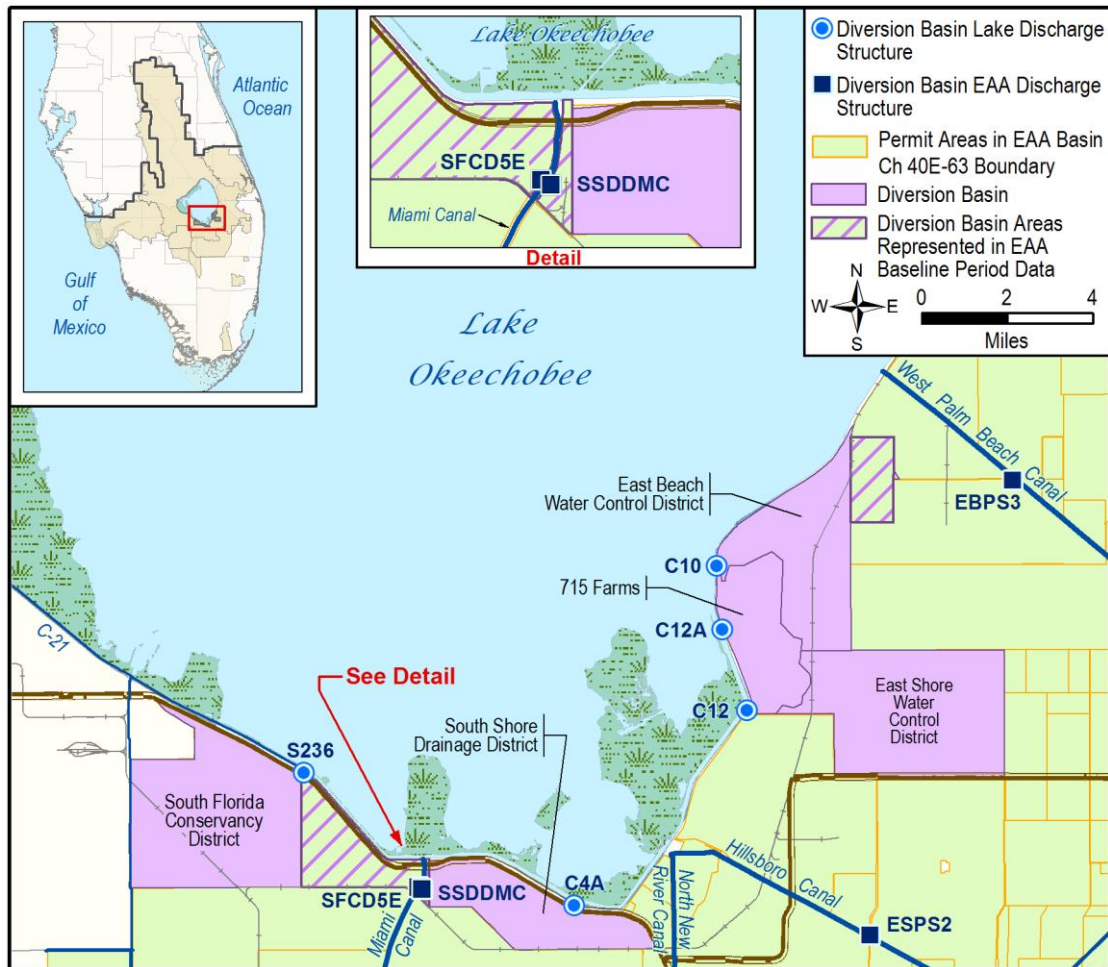 Atlantic
Ocean
Gulf
of
Mexico
Lake Okeechobee
SFCD5E
SSDDMC
Miami Canal
Detail
Diversion Basin Lake Discharge
Structure
Diversion Basin EAA Discharge
Structure
Permit Areas in EAA Basin
Ch 40E-63 Boundary
Diversion Basin
Diversion Basin Areas
Represented in EAA
Baseline Period Data
N
W
E
S
0
2
4
Miles
Lake
Okeechobee
West Palm Beach Canal
EBPS3
East Beach
Water Control District
C10
715 Farms
C12A
C12
East Shore
Water
Control
District
C-21
See Detail
South Shore
Drainage District
S236
South Florida
Conservancy
District
SFCD5E
SSDDMC
Miami
Canal
C4A
North New
River Canal
Hillsboro Canal
ESPS2